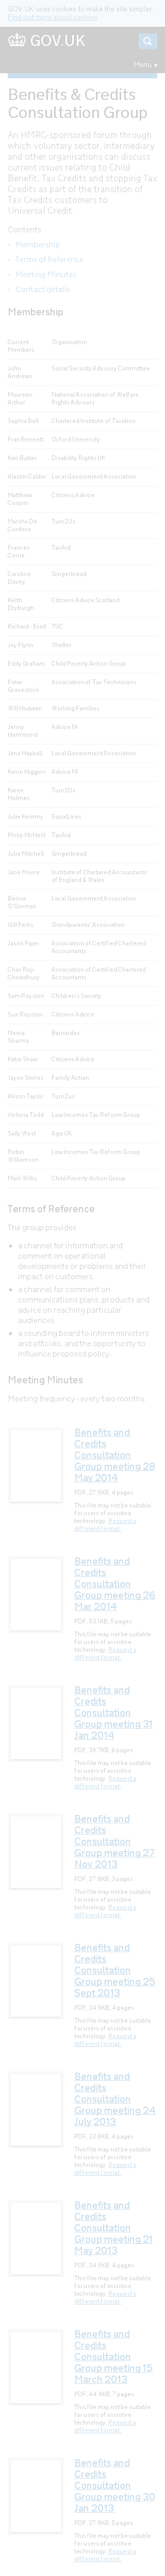 GOV.UK uses cookies to make the site simpler.
Find out more about cookies
GOV.UK
Menu
Benefits & Credits
Consultation Group
An HMRC-sponsored forum through
which voluntary sector, intermediary
and other organisations can discuss
current issues relating to Child
Benefit, Tax Credits and stopping Tax
Credits as part of the transition of
Tax Credits customers to
Universal Credit.
Contents
- Membership
- Terms of Reference
- Meeting Minutes
- Contact details
Membership
Current Members Organisation
John Andrews Social Security Advisory Committee
Maureen Arthur National Association of Welfare Rights Advisers
Sophia Bell Chartered Institute of Taxation
Fran Bennett Oxford University
Ken Butler Disability Rights UK
Alastin Calder Local Government Association
Matthew Cooper Citizens Advice
Marsha De Cordova Turn2Us
Frances Corrie TaxAid
Caroline Davey Gingerbread
Keith Dryburgh Citizens Advice Scotland
Richard Exell TUC
Jay Flynn Shelter
Eddy Graham Child Poverty Action Group
Peter Gravestock Association of Tax Technicians
Will Hadwen Working Families
Jenny Hammond Advice NI
Jane Hayball Local Government Association
Kevin Higgins Advice NI
Karen Holmes Turn2Us
Julie Kemmy EqualLives
Philip McNeill TaxAid
Julie Mitchell Gingerbread
Jane Moore Institute of Chartered Accountants of England & Wales
Bernie O'Gorman Local Government Association
Gill Perks Grandparents' Association
Jason Piper Association of Certified Chartered Accountants
Chas Roy-Chowdhury Association of Certified Chartered Accountants
Sam Royston Children's Society
Sue Royston Citizens Advice
Meera Sharma Barnardos
Katie Shaw Citizens Advice
Jayne Stokes Family Action
Alison Taylor Turn2us
Victoria Todd Low Incomes Tax Reform Group
Sally West Age UK
Robin Williamson Low Incomes Tax Reform Group
Mark Willis Child Poverty Action Group
Terms of Reference
The group provides:
• a channel for information and
comment on operational
developments or problems and their
impact on customers.
• a channel for comment on
communications plans, products and
advice on reaching particular
audiences.
• a sounding board to inform ministers
and officials, and the opportunity to
influence proposed policy.
Meeting Minutes
Meeting frequency - every two months.
Benefits and
Credits
Consultation
Group meeting 28
May 2014
PDF, 27.5KB, 4 pages
This file may not be suitable
for users of assistive
technology. Request a
different format.
Benefits and
Credits
Consultation
Group meeting 26
Mar 2014
PDF, 53.1KB, 5 pages
This file may not be suitable
for users of assistive
technology. Request a
different format.
Benefits and
Credits
Consultation
Group meeting 31
Jan 2014
PDF, 39.7KB, 8 pages
This file may not be suitable
for users of assistive
technology. Request a
different format.
Benefits and
Credits
Consultation
Group meeting 27
Nov 2013
PDF, 27.8KB, 3 pages
This file may not be suitable
for users of assistive
technology. Request a
different format.
Benefits and
Credits
Consultation
Group meeting 25
Sept 2013
PDF, 34.9KB, 4 pages
This file may not be suitable
for users of assistive
technology. Request a
different format.
Benefits and
Credits
Consultation
Group meeting 24
July 2013
PDF, 33.8KB, 4 pages
This file may not be suitable
for users of assistive
technology. Request a
different format.
Benefits and
Credits
Consultation
Group meeting 21
May 2013
PDF, 34.5KB, 4 pages
This file may not be suitable
for users of assistive
technology. Request a
different format.
Benefits and
Credits
Consultation
Group meeting 15
March 2013
PDF, 44.9KB, 7 pages
This file may not be suitable
for users of assistive
technology. Request a
different format.
Benefits and
Credits
Consultation
Group meeting 30
Jan 2013
PDF, 27.9KB, 5 pages
This file may not be suitable
for users of assistive
technology. Request a
different format.